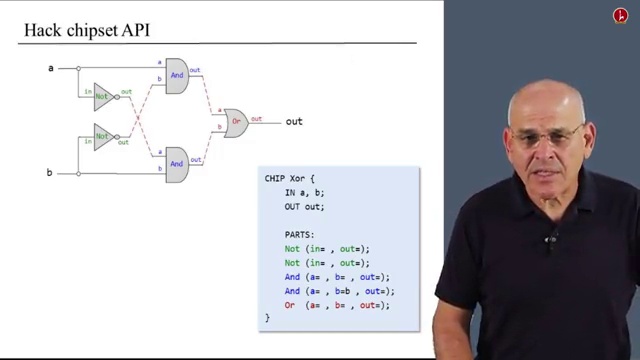 Hack chipset API
a
a
And
out
b
in
Not
out
a
Or
out
out
b
Not
in
out
a
And
out
b
b
CHIP Xor {
IN a, b;
OUT out;
PARTS:
Not (in= , out=);
Not (in= , out=);
And (a= , b= , out=);
And (a= , b=b , out=);
Or (a= , b= , out=);
}